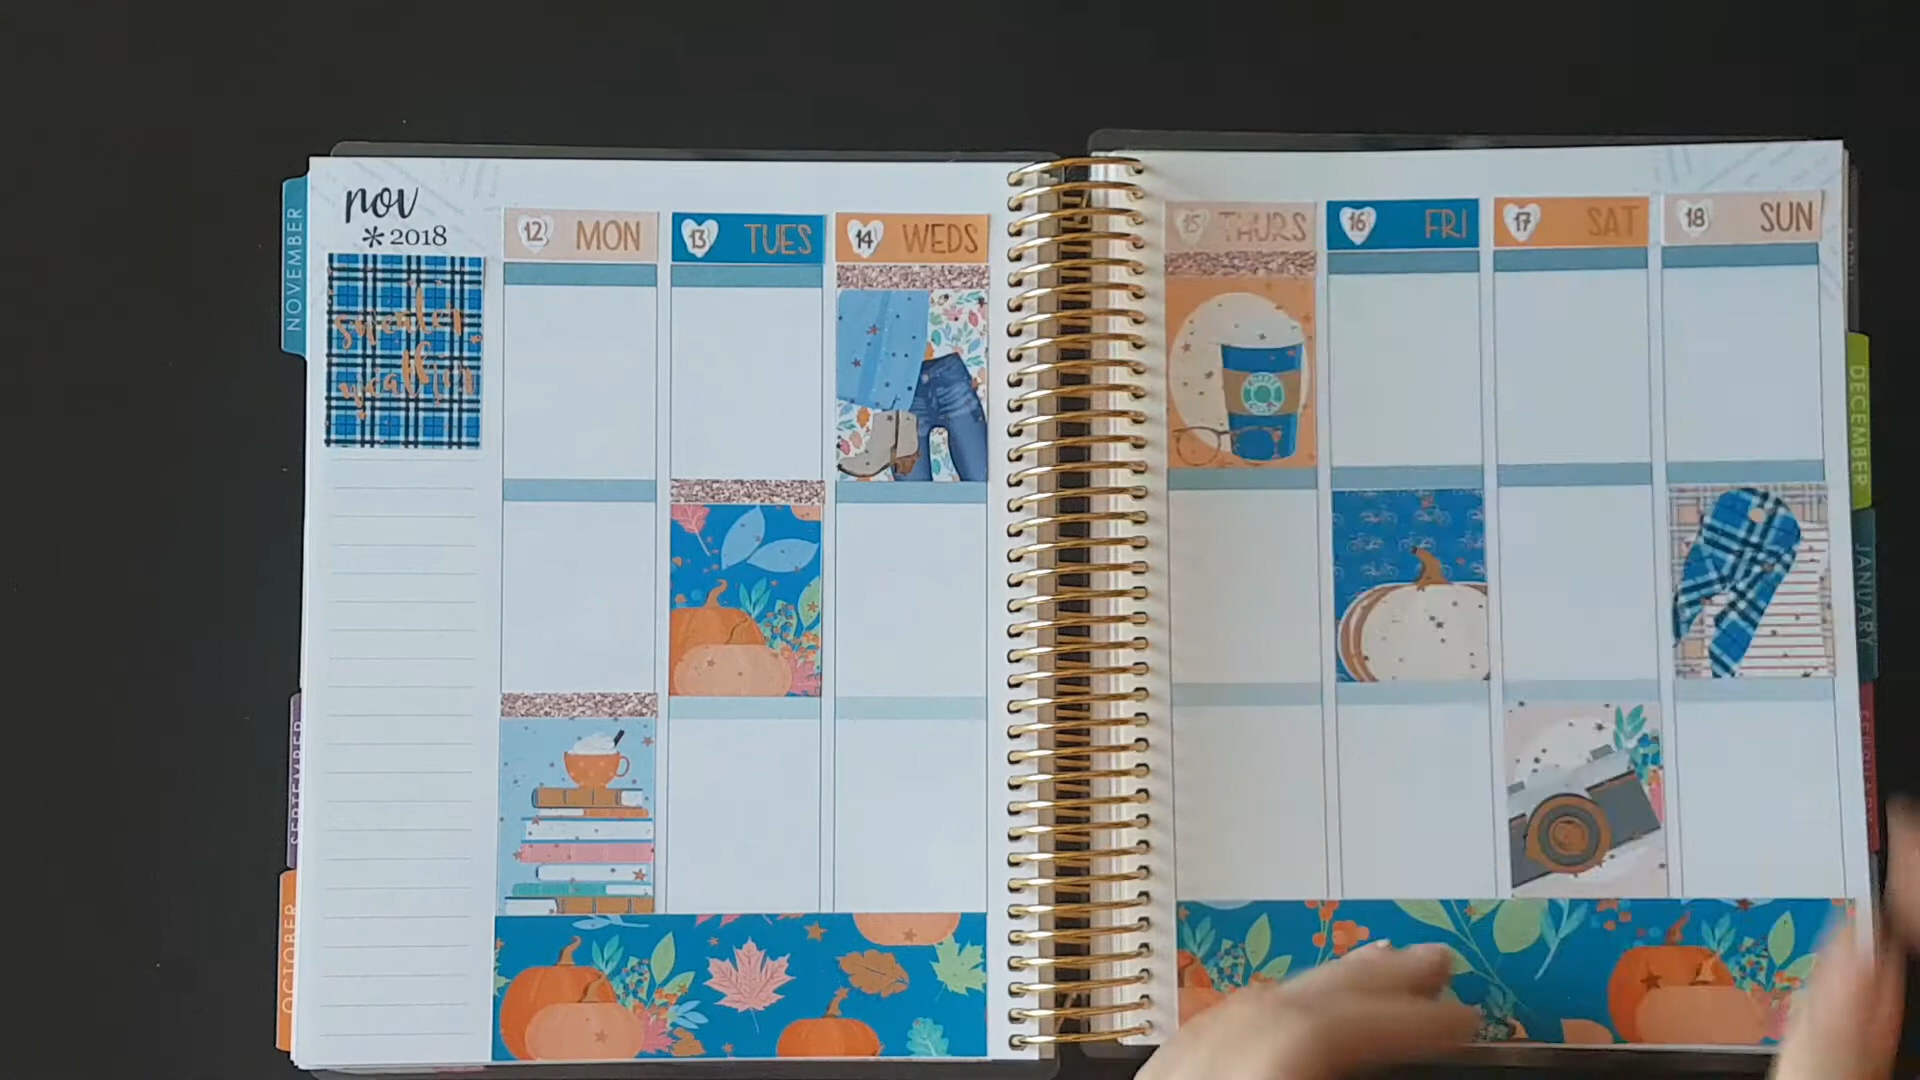 nov
* 2018
12 MON
13 TUES
14 WEDS
15 THURS
16 FRI
17 SAT
18 SUN
sweater
weather
NOVEMBER
SEPTEMBER
OCTOBER
DECEMBER
JANUARY